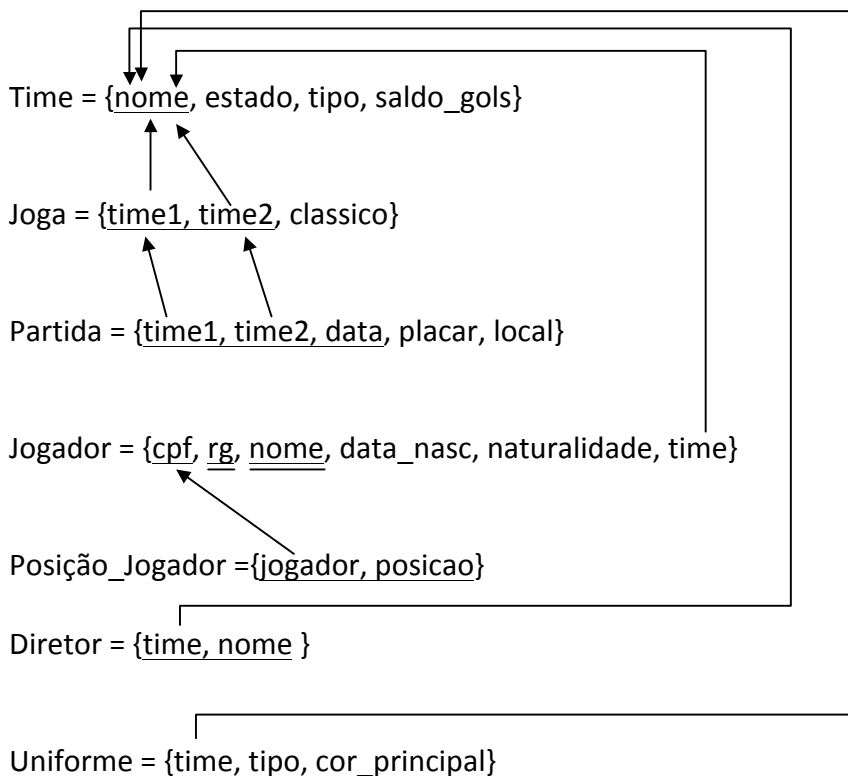 Time = {nome, estado, tipo, saldo_gols}
Joga = {time1, time2, classico}
Partida = {time1, time2, data, placar, local}
Jogador = {cpf, rg, nome, data_nasc, naturalidade, time}
Posição_Jogador ={jogador, posicao}
Diretor = {time, nome }
Uniforme = {time, tipo, cor_principal}